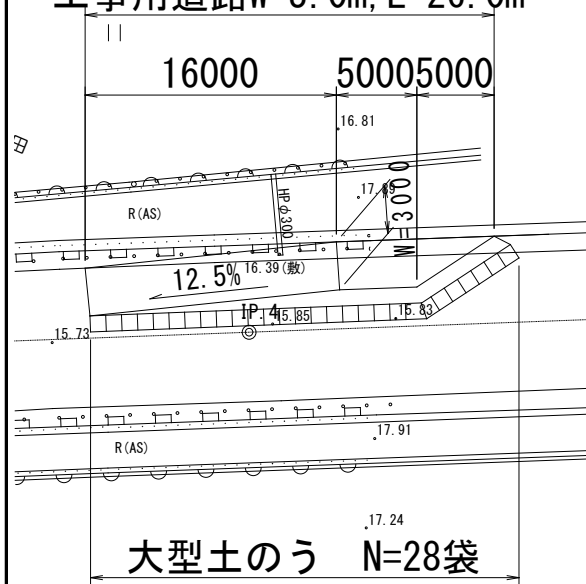 工事用道路W=3.0m, L=26.0m
16000
5000
5000
16.81
田
17.89
HPφ300
W=3000
R(AS)
12.5%
16.39(敷)
IP.4
15.85
15.83
15.73
R(AS)
17.91
17.24
大型土のう N=28袋